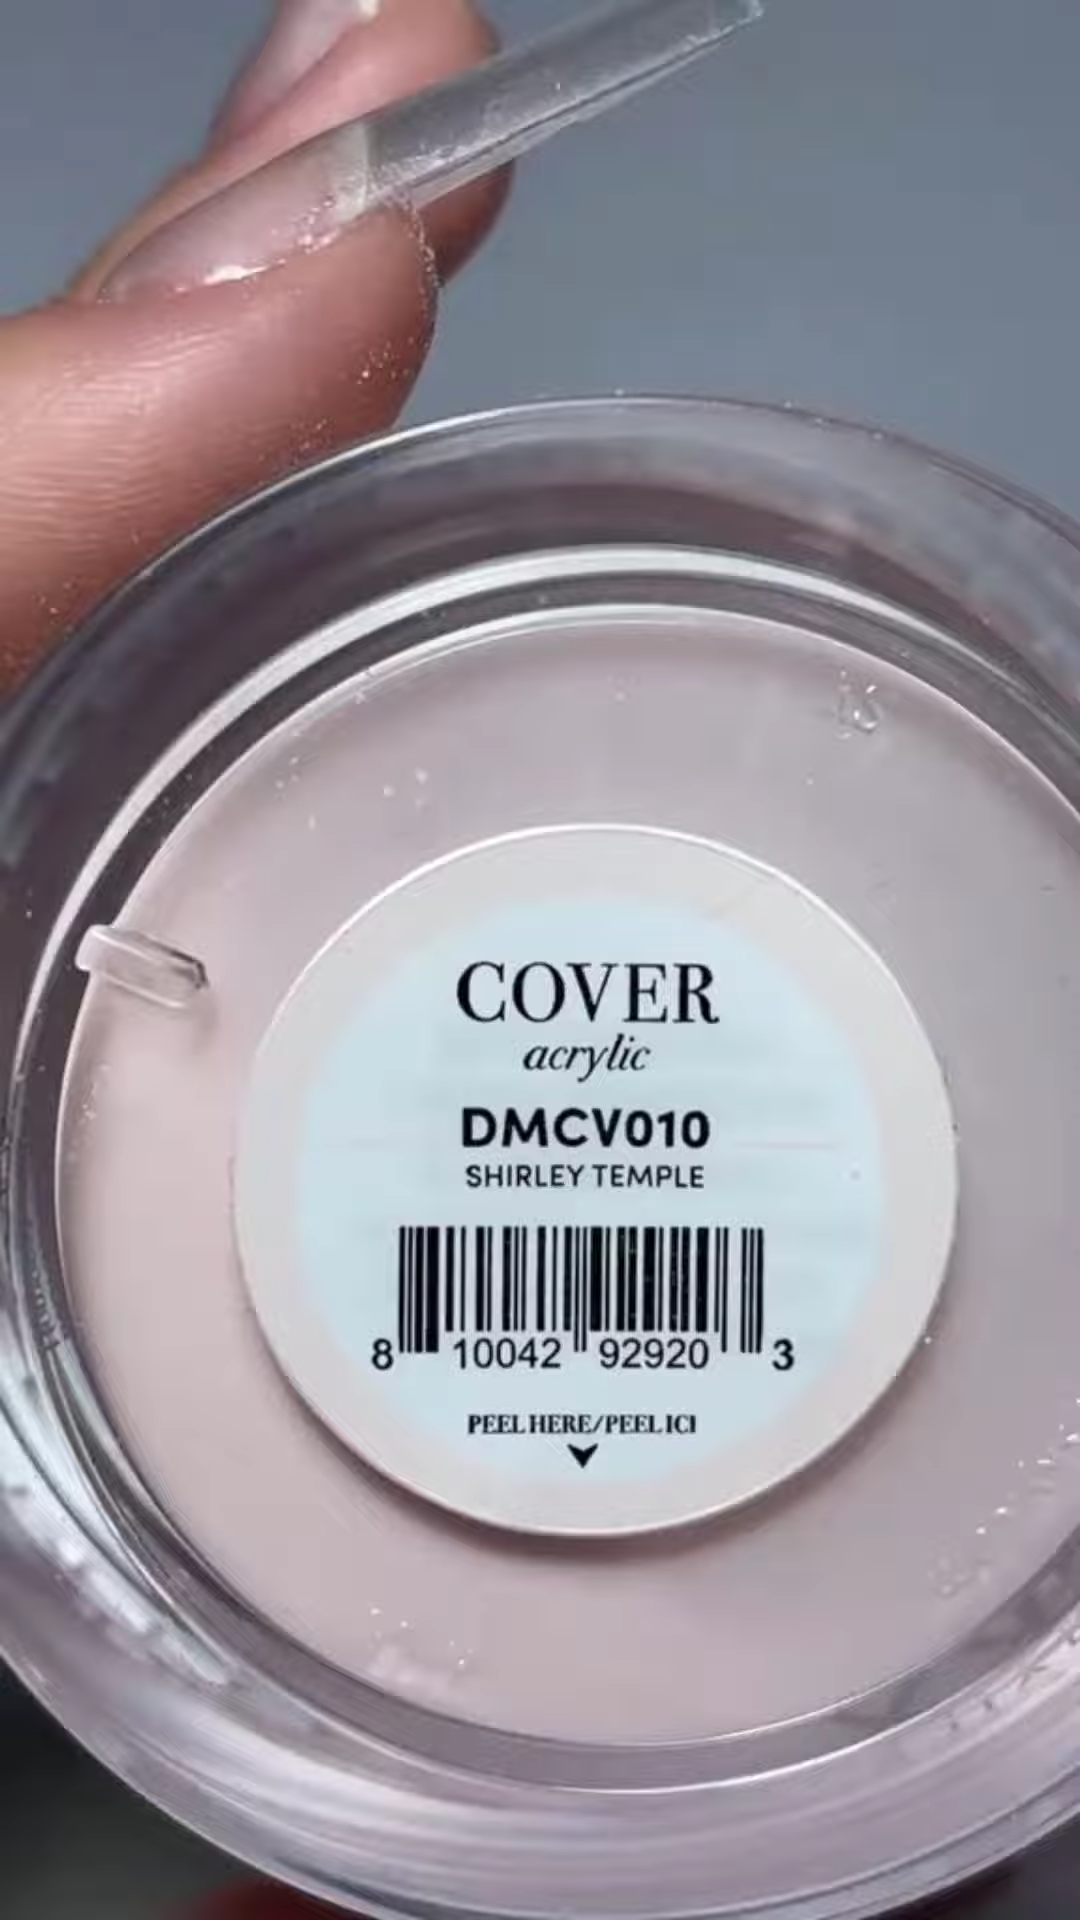 COVER
acrylic
DMCV010
SHIRLEY TEMPLE
8 10042 92920 3
PEEL HERE/PEEL ICI